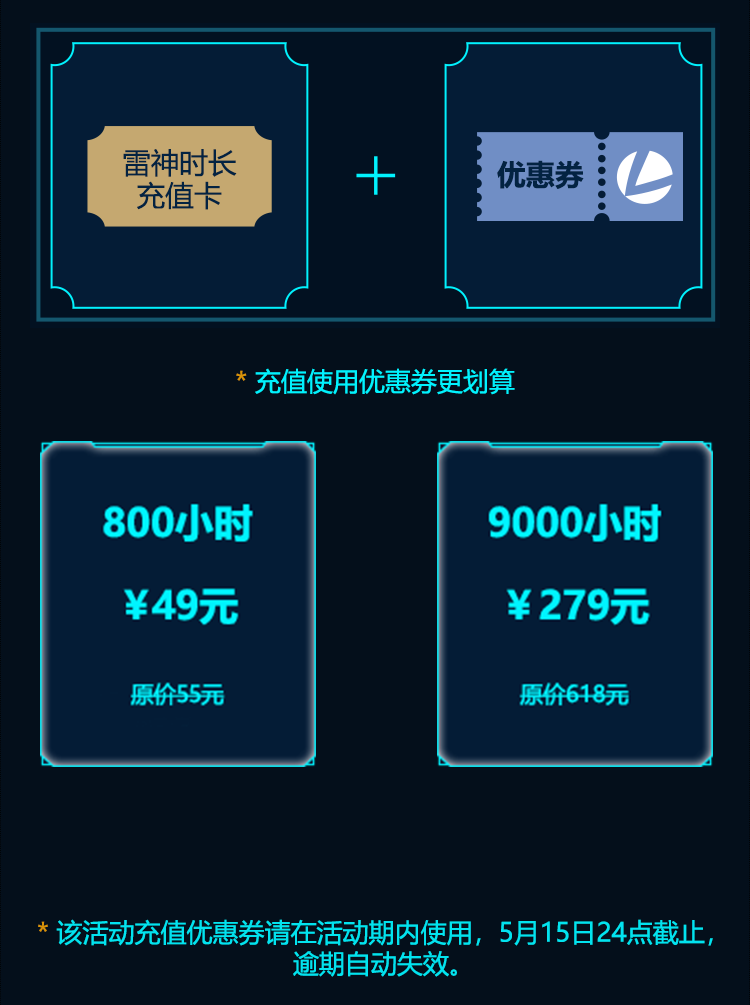 雷神时长
充值卡
优惠券
* 充值使用优惠券更划算
800小时
¥49元
原价55元
9000小时
¥279元
原价618元
* 该活动充值优惠券请在活动期内使用，5月15日24点截止，
逾期自动失效。